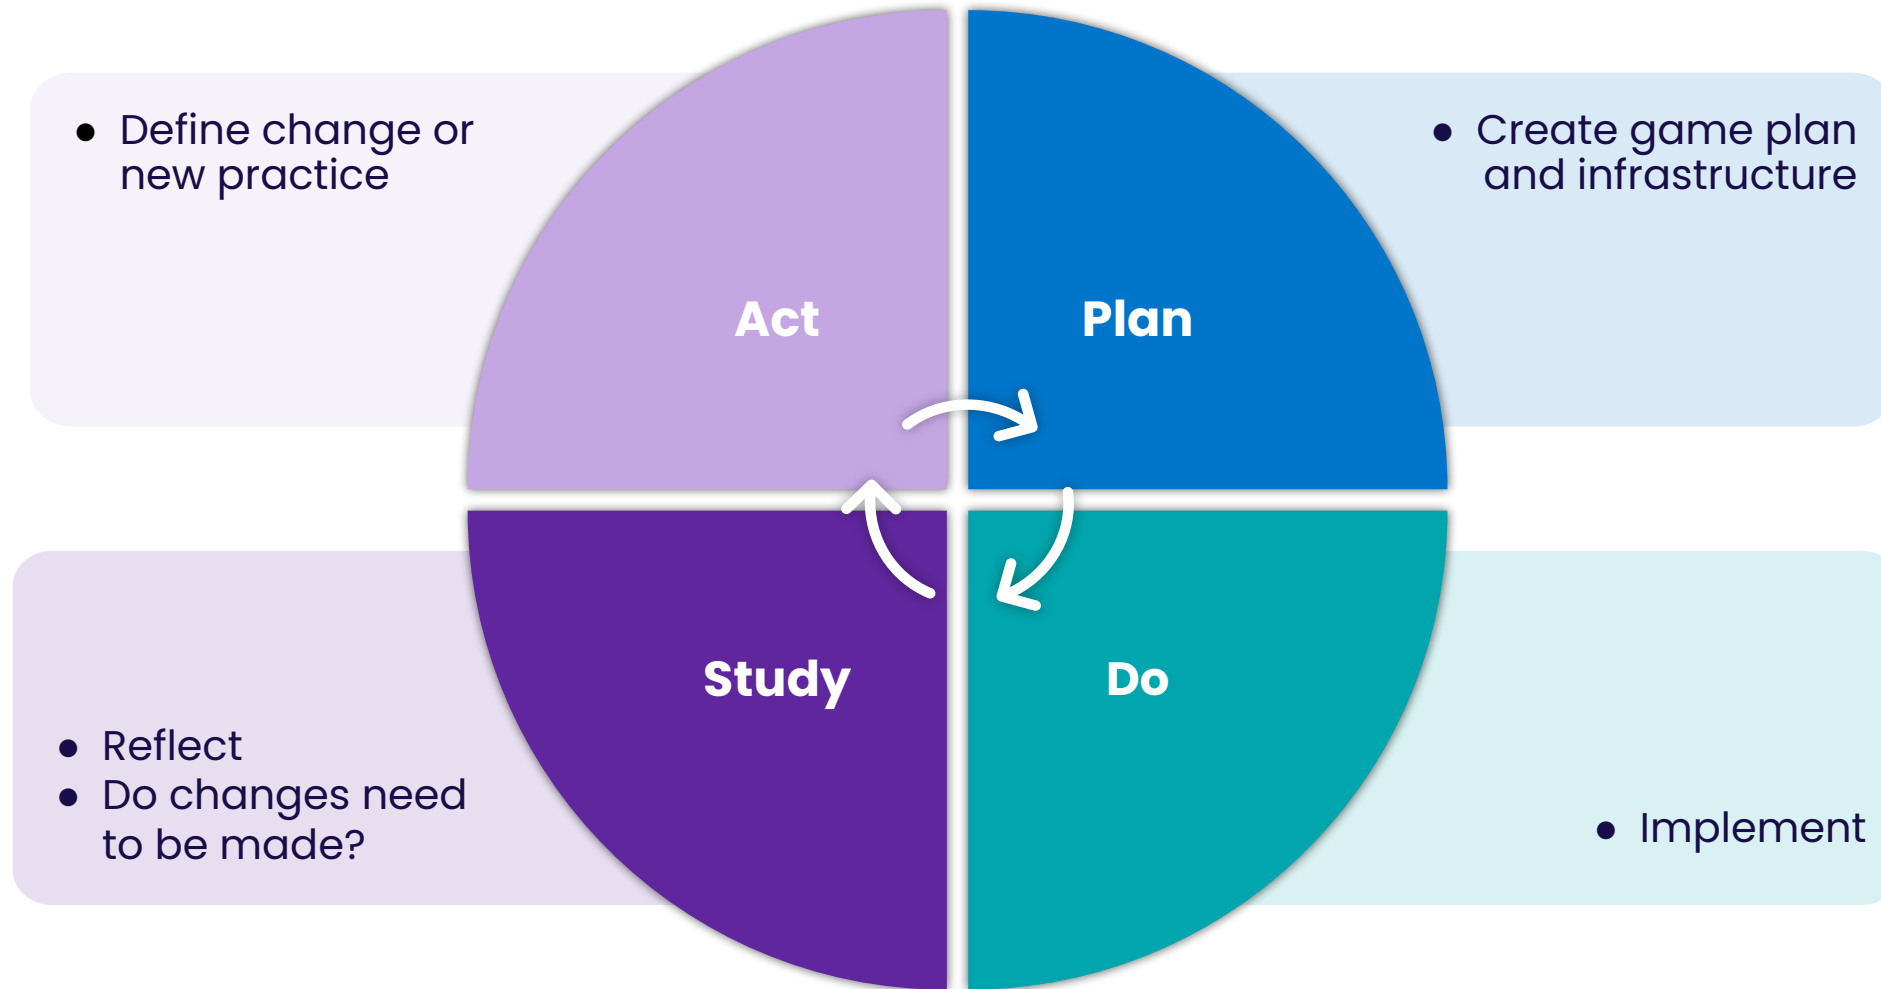 ● Define change or
new practice
Act
Plan
● Create game plan
and infrastructure
Study
● Reflect
● Do changes need
to be made?
Do
● Implement